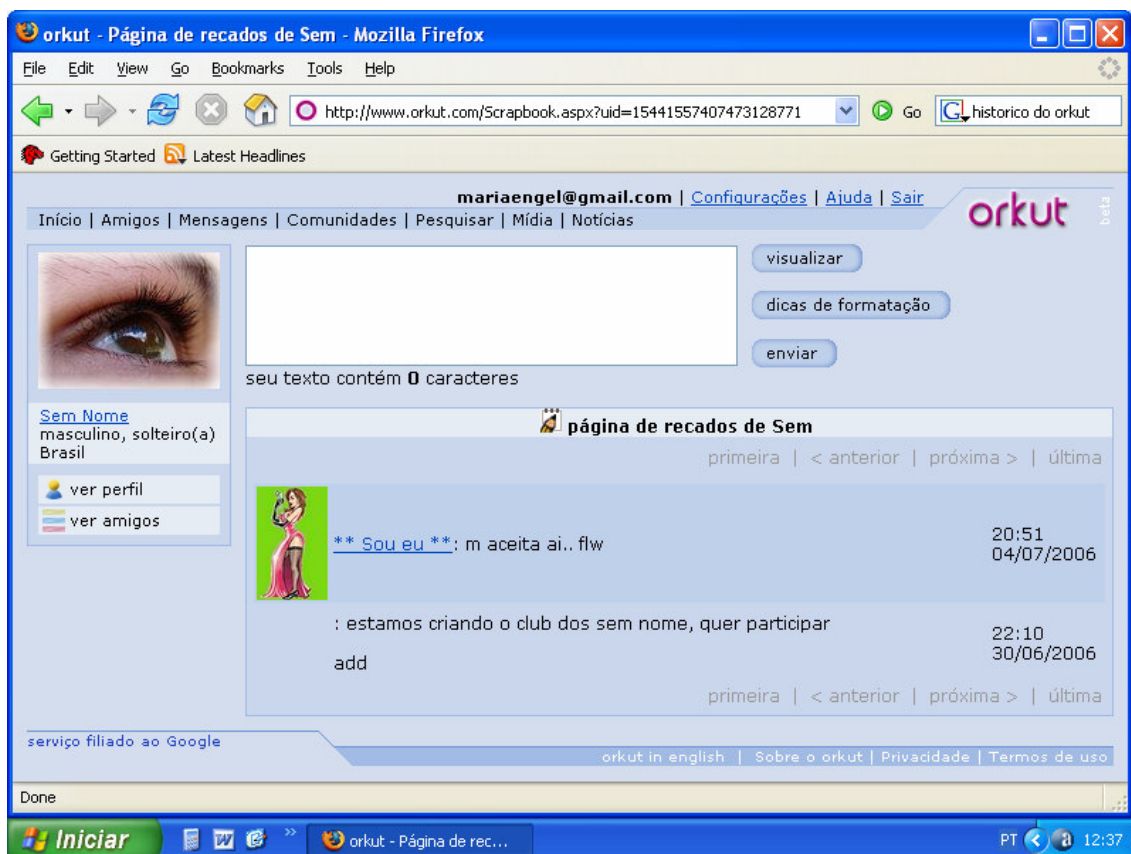 orkut - Página de recados de Sem - Mozilla Firefox
File Edit View Go Bookmarks Tools Help
http://www.orkut.com/Scrapbook.aspx?uid=15441557407473128771 Go G historico do orkut
Getting Started Latest Headlines
mariaengel@gmail.com | Configurações | Ajuda | Sair
Início | Amigos | Mensagens | Comunidades | Pesquisar | Mídia | Notícias
orkut beta
visualizar
dicas de formatação
enviar
seu texto contém 0 caracteres
Sem Nome
masculino, solteiro(a)
Brasil
ver perfil
ver amigos
página de recados de Sem
primeira | < anterior | próxima > | última
** Sou eu **: m aceita ai.. flw
20:51
04/07/2006
: estamos criando o club dos sem nome, quer participar
add
22:10
30/06/2006
primeira | < anterior | próxima > | última
serviço filiado ao Google
orkut in english | Sobre o orkut | Privacidade | Termos de uso
Done
Iniciar W » orkut - Página de rec... PT a 12:37